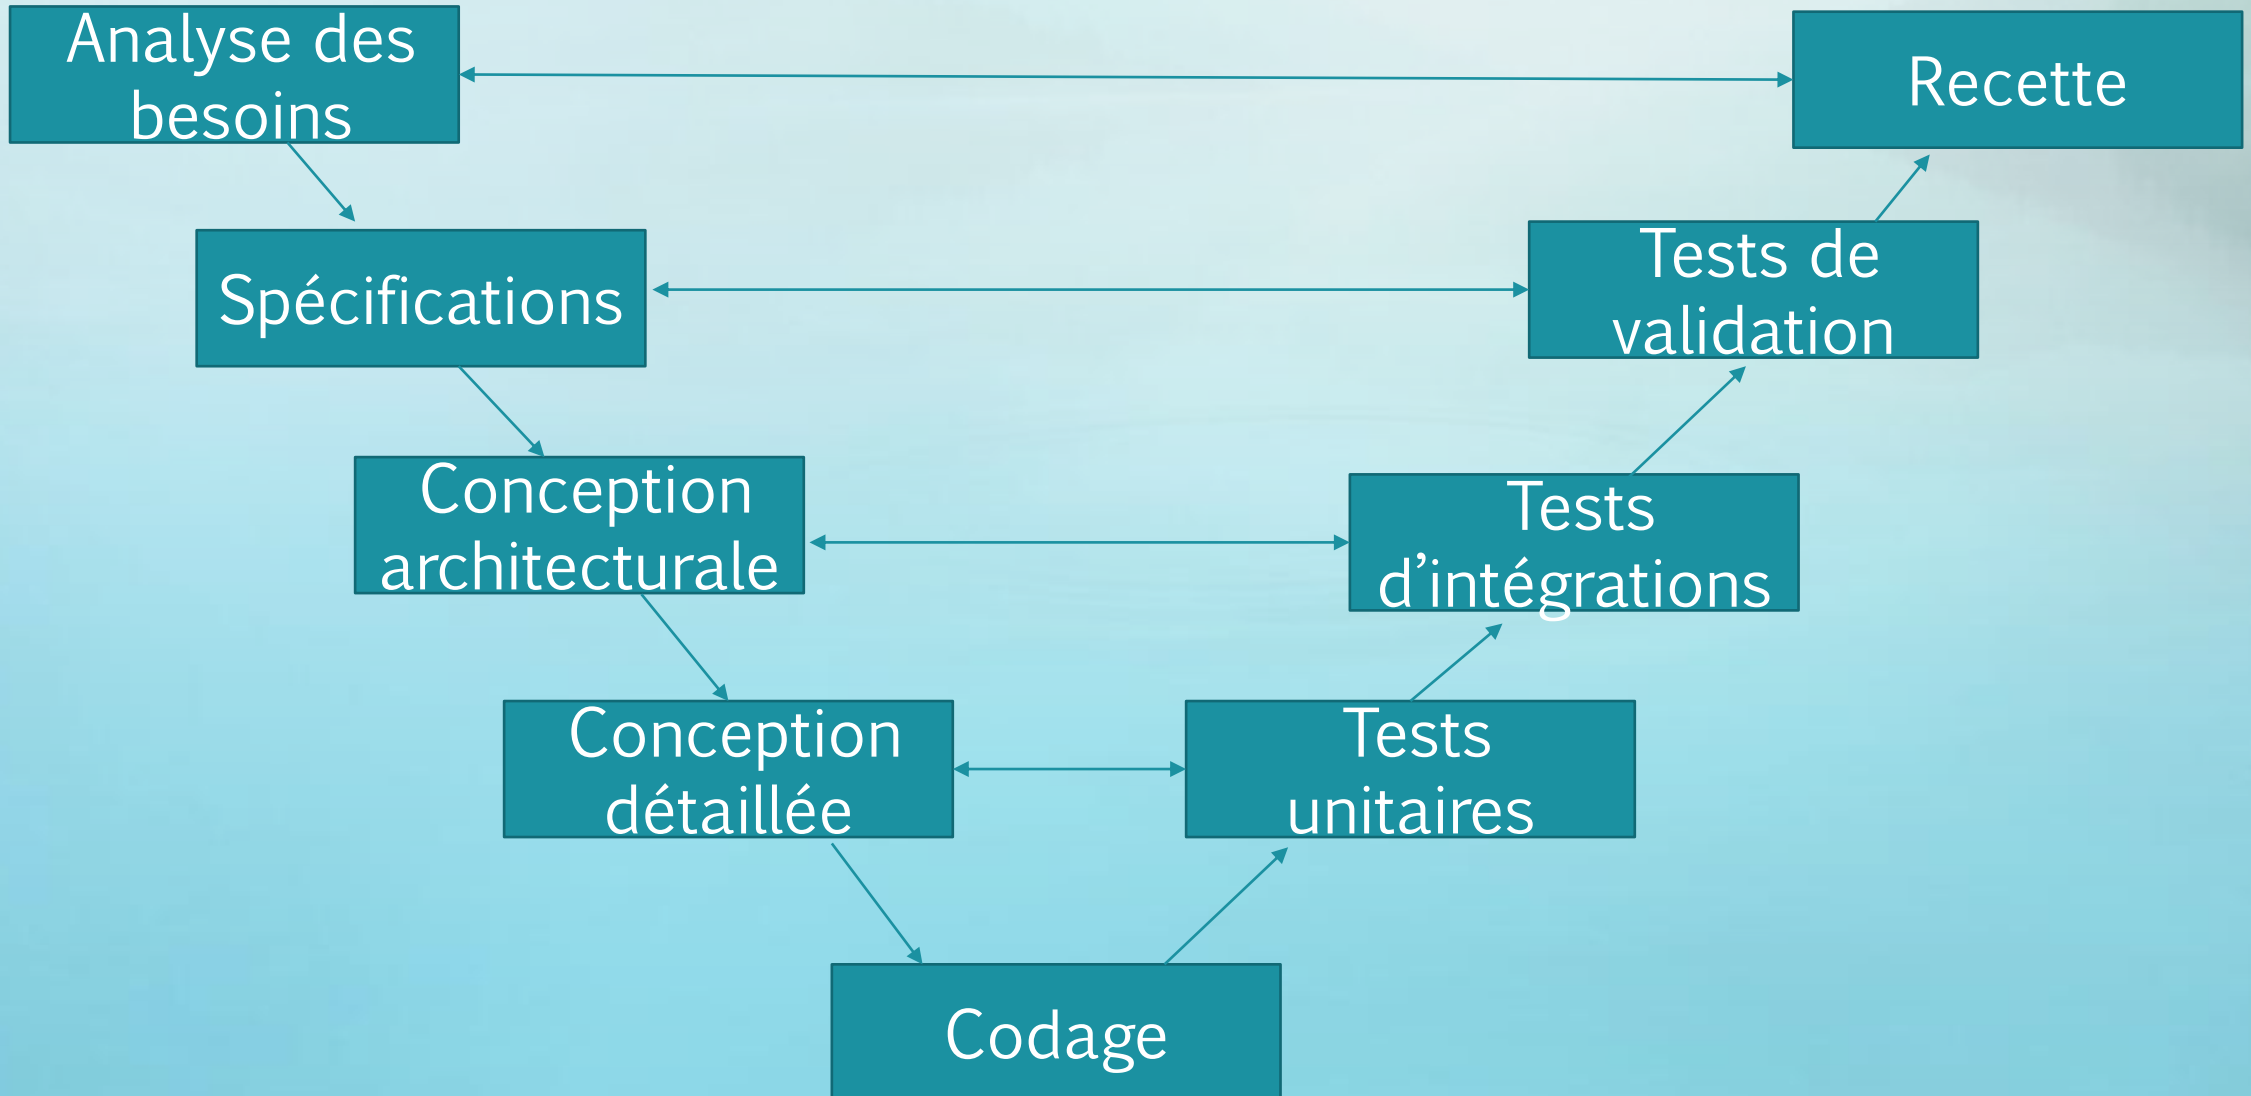 Analyse des
besoins
Recette
Spécifications
Tests de
validation
Conception
architecturale
Tests
d’intégrations
Conception
détaillée
Tests
unitaires
Codage